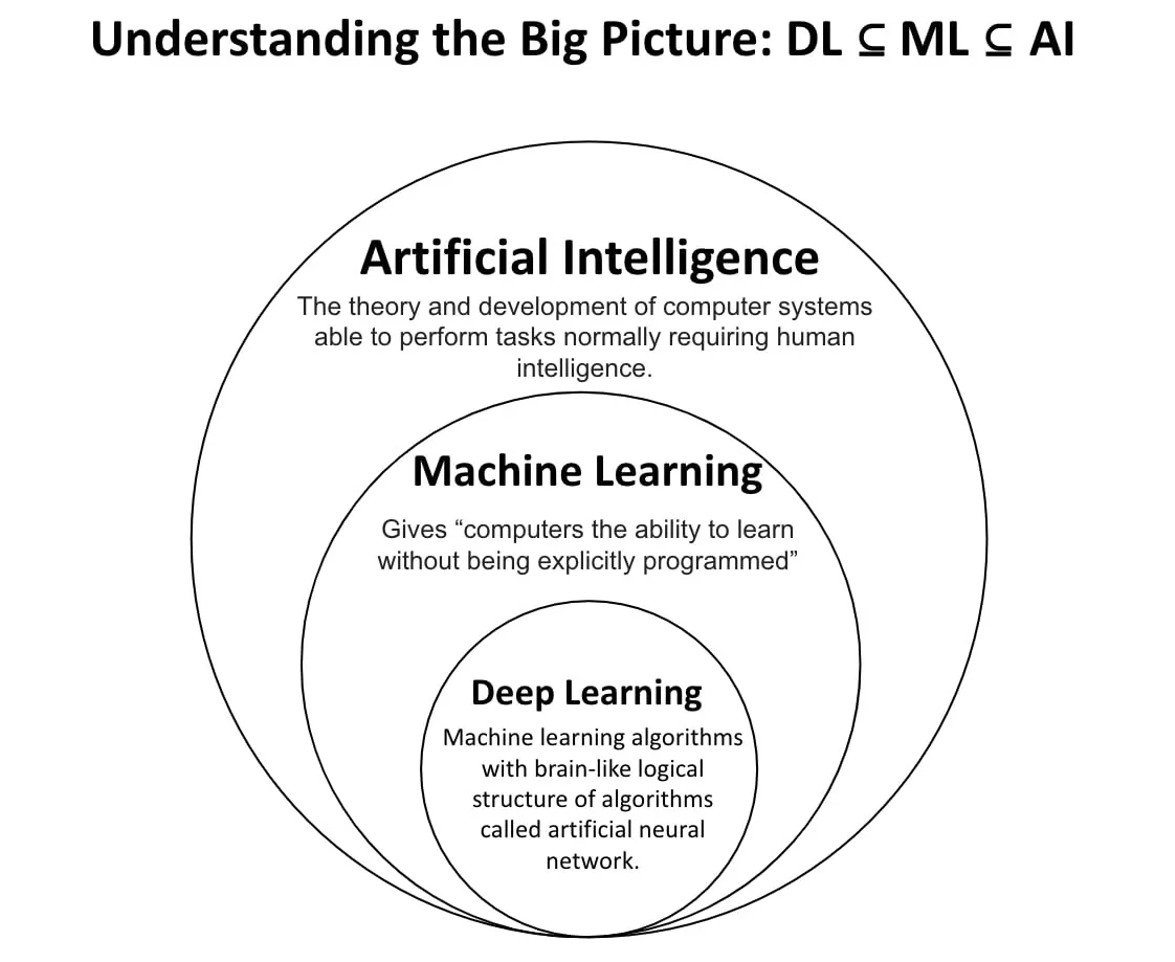 Understanding the Big Picture: DL ⊆ ML ⊆ AI
Artificial Intelligence
The theory and development of computer systems
able to perform tasks normally requiring human
intelligence.
Machine Learning
Gives “computers the ability to learn
without being explicitly programmed”
Deep Learning
Machine learning algorithms
with brain-like logical
structure of algorithms
called artificial neural
network.